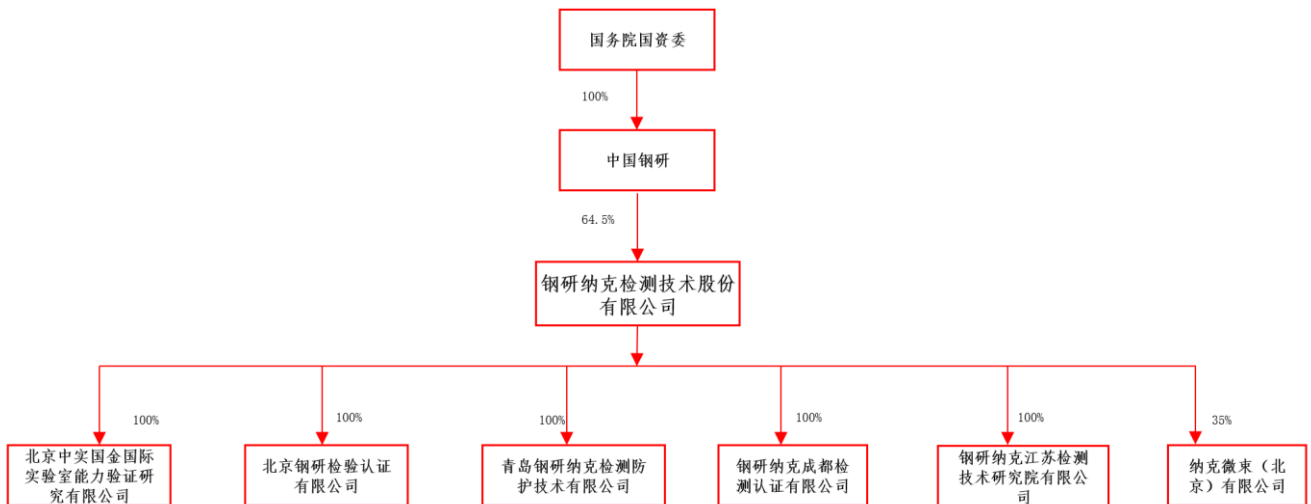 国务院国资委
100%
中国钢研
64.5%
钢研纳克检测技术股份
有限公司
100%
100%
100%
100%
100%
35%
北京中实国金国际
实验室能力验证研
究有限公司
北京钢研检验认证
有限公司
青岛钢研纳克检测防
护技术有限公司
钢研纳克成都检
测认证有限公司
钢研纳克江苏检测
技术研究院有限公
司
纳克微束（北
京）有限公司